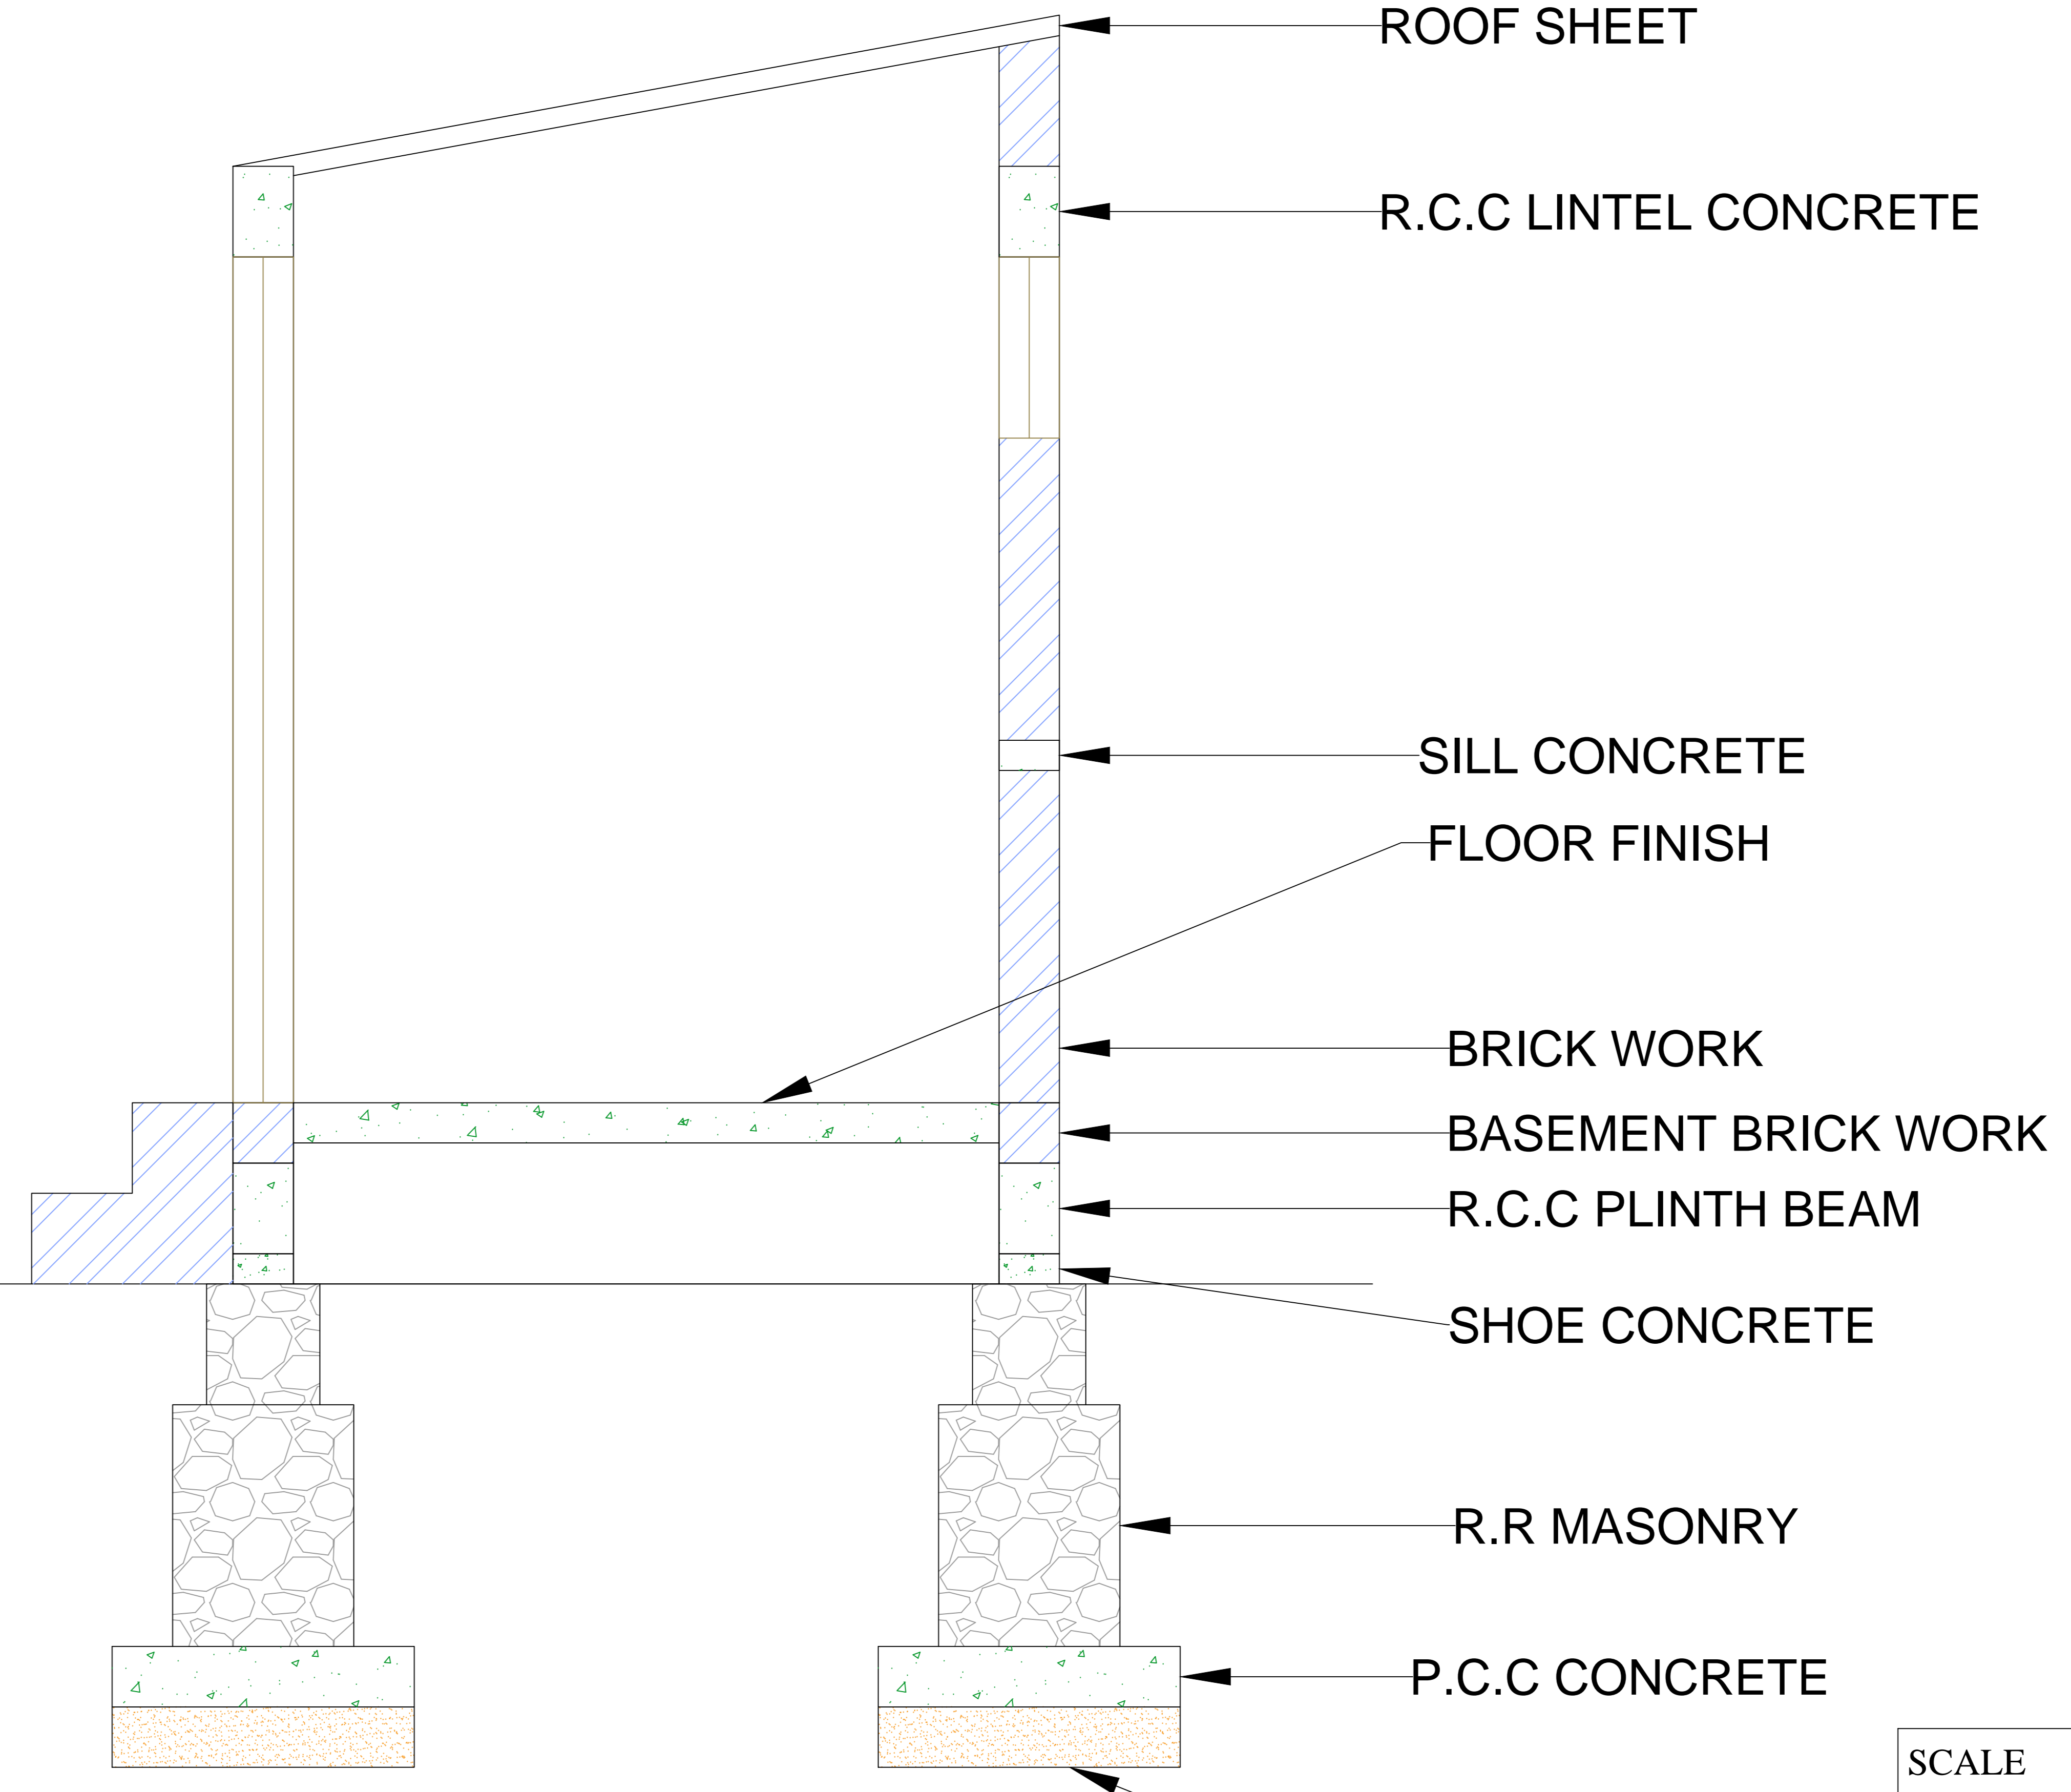 ROOF SHEET
R.C.C LINTEL CONCRETE
SILL CONCRETE
FLOOR FINISH
BRICK WORK
BASEMENT BRICK WORK
R.C.C PLINTH BEAM
SHOE CONCRETE
R.R MASONRY
P.C.C CONCRETE
SCALE